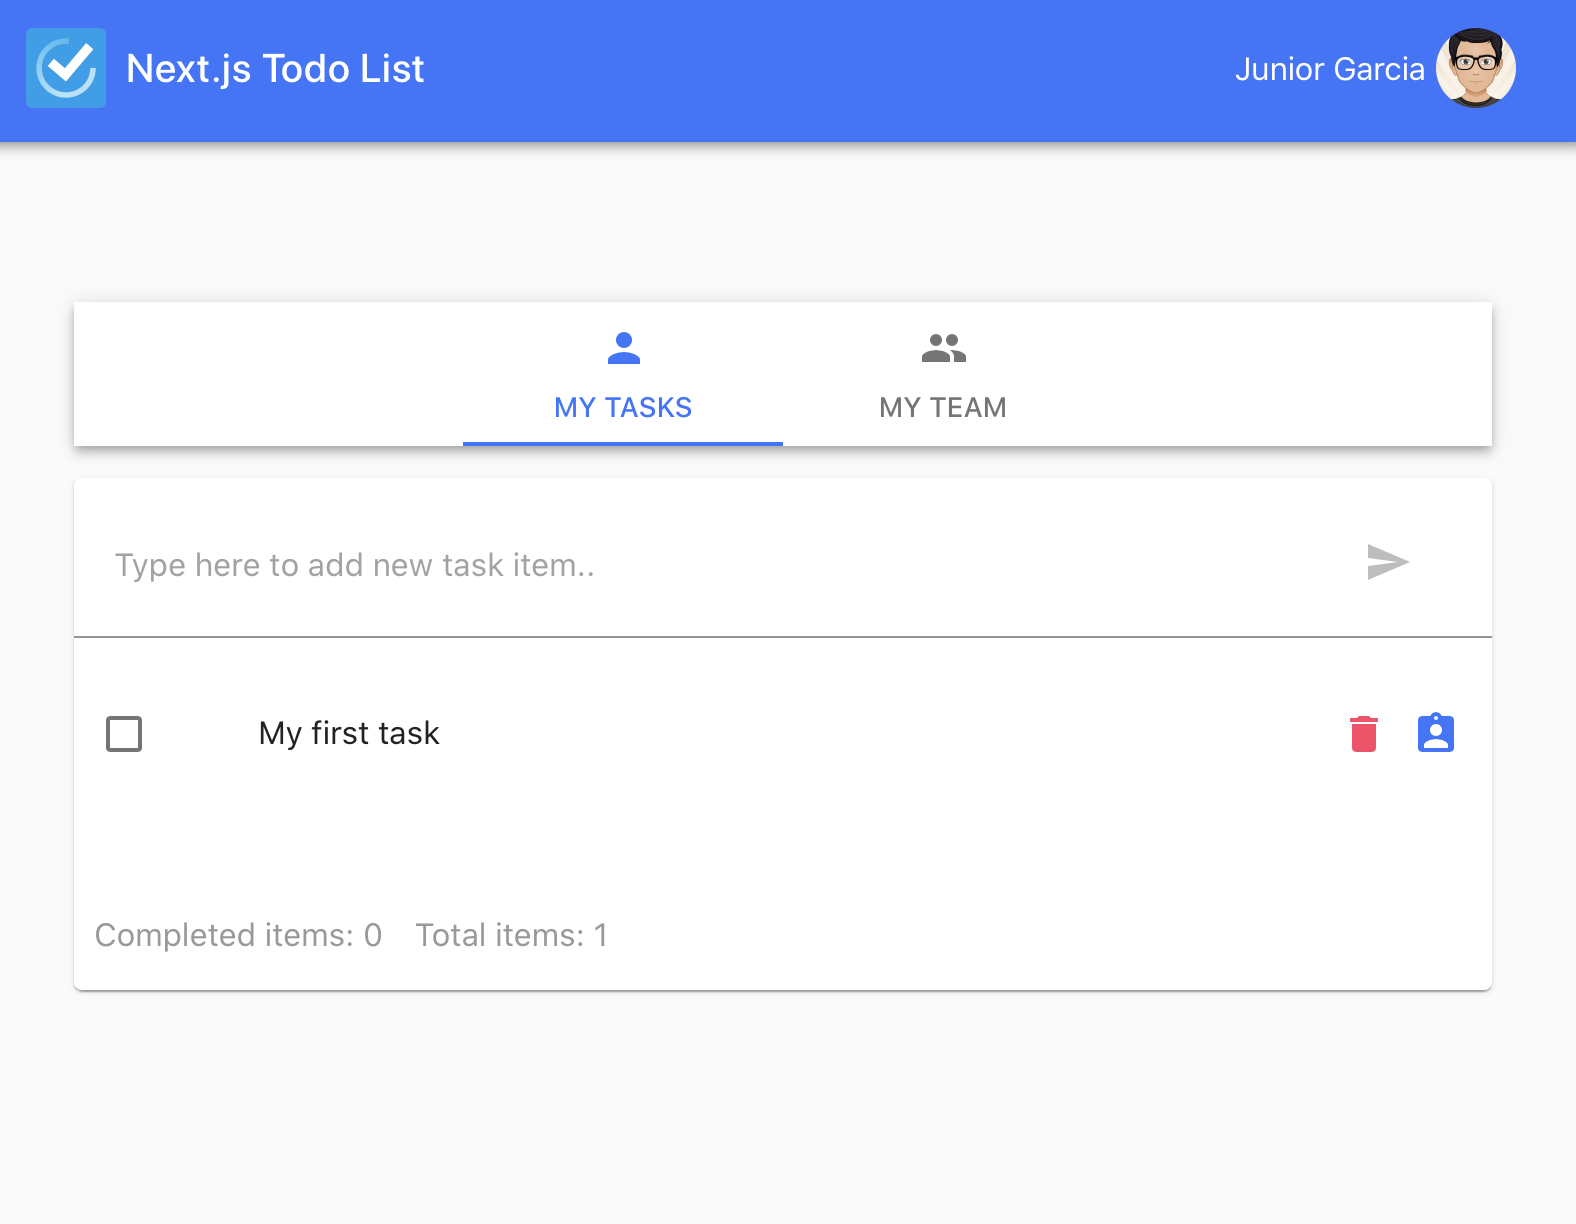 Next.js Todo List
Junior Garcia
MY TASKS
MY TEAM
Type here to add new task item..
My first task
Completed items: 0 Total items: 1